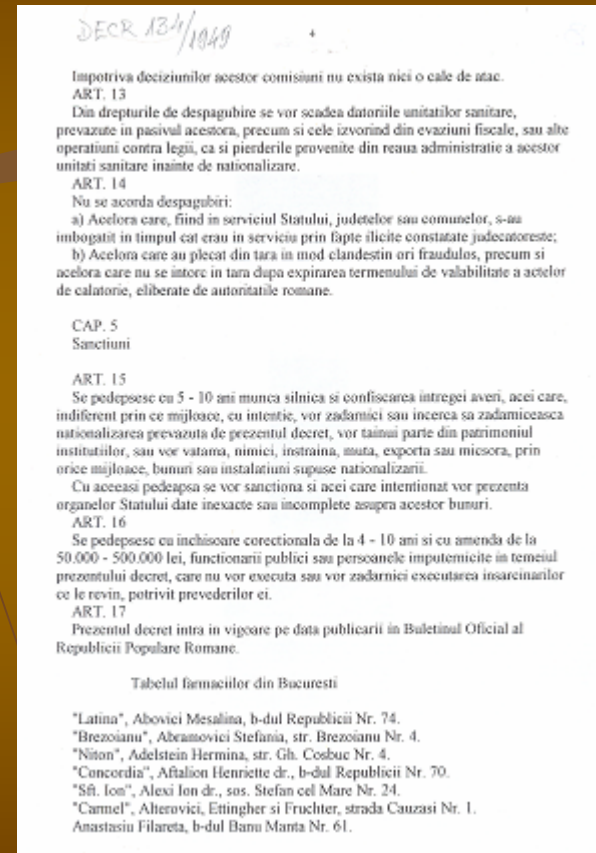 DECR 134/1949
4
Impotriva deciziunilor acestor comisiuni nu exista nici o cale de atac.
ART. 13
Din drepturile de despagubire se vor scadea datoriile unitatilor sanitare,
prevazute in pasivul acestora, precum si cele izvorind din evaziuni fiscale, sau alte
operatiuni contra legii, ca si pierderile provenite din reaua administratie a acestor
unitati sanitare inainte de nationalizare.
ART. 14
Nu se acorda despagubiri:
a) Acelora care, fiind in serviciul Statului, judetelor sau comunelor, s-au
imbogatit in timpul cat erau in serviciu prin fapte ilicite constatate judecatoreste;
b) Acelora care au plecat din tara in mod clandestin ori fraudulos, precum si
acelora care nu se intorc in tara dupa expirarea termenului de valabilitate a actelor
de calatorie, eliberate de autoritatile romane.
CAP. 5
Sanctiuni
ART. 15
Se pedepsesc cu 5 - 10 ani munca silnica si confiscarea intregei averi, acei care,
indiferent prin ce mijloace, cu intentie, vor zadarnici sau incerca sa zadarniceasca
nationalizarea prevazuta de prezentul decret, vor tainui parte din patrimoniul
institutiilor, sau vor vatama, nimici, instraina, muta, exporta sau micsora, prin
orice mijloace, bunuri sau instalatiuni supuse nationalizarii.
Cu aceeasi pedeapsa se vor sanctiona si acei care intentionat vor prezenta
organelor Statului date inexacte sau incomplete asupra acestor bunuri.
ART. 16
Se pedepsesc cu inchisoare corectionala de la 4 - 10 ani si cu amenda de la
50.000 - 500.000 lei, functionarii publici sau persoanele imputernicite in temeiul
prezentului decret, care nu vor executa sau vor zadarnici executarea insarcinarilor
ce le revin, potrivit prevederilor ei.
ART. 17
Prezentul decret intra in vigoare pe data publicarii in Buletinul Oficial al
Republicii Populare Romane.
Tabelul farmaciilor din Bucuresti
"Latina", Abovici Mesalina, b-dul Republicii Nr. 74.
"Brezoianu", Abramovici Stefania, str. Brezoianu Nr. 4.
"Niton", Adelstein Hermina, str. Gh. Cosbuc Nr. 4.
"Concordia", Aftalion Henriette dr., b-dul Republicii Nr. 70.
"Sft. Ion", Alexi Ion dr., sos. Stefan cel Mare Nr. 24.
"Carmel", Alterovici, Ettingher si Fruchter, strada Cauzasi Nr. 1.
Anastasiu Filareta, b-dul Banu Manta Nr. 61.